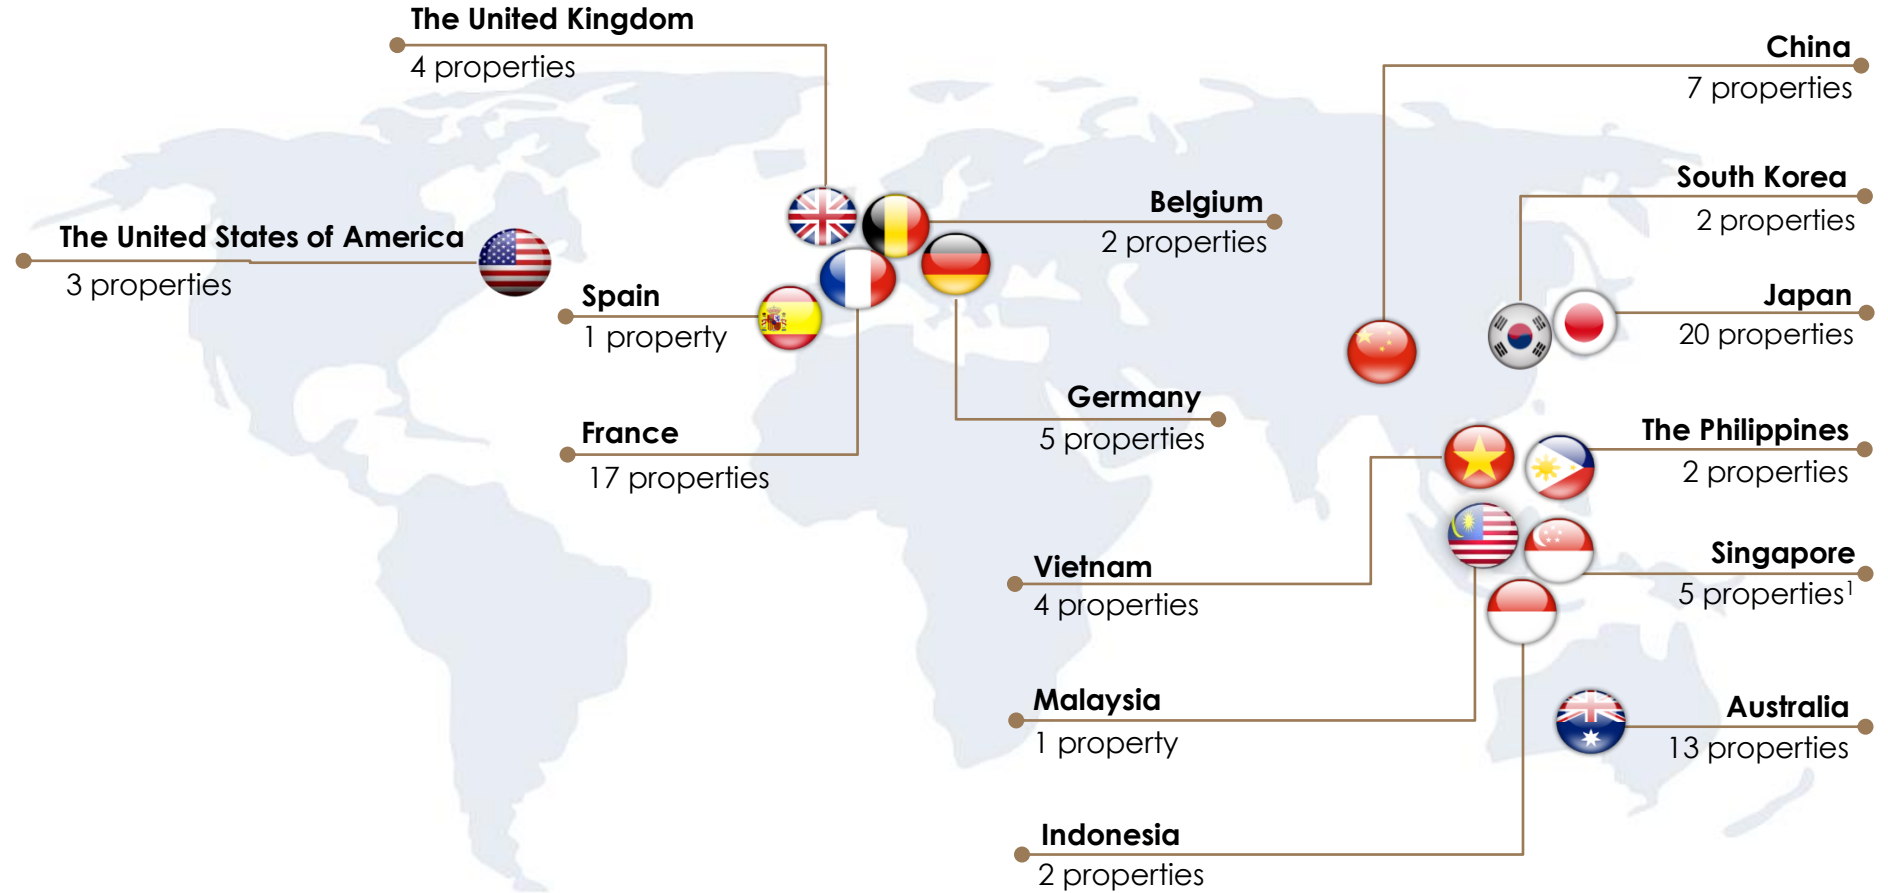 The United Kingdom
4 properties
China
7 properties
South Korea
2 properties
Belgium
2 properties
The United States of America
3 properties
Spain
1 property
Japan
20 properties
Germany
5 properties
France
17 properties
The Philippines
2 properties
Vietnam
4 properties
Singapore
5 properties¹
Malaysia
1 property
Australia
13 properties
Indonesia
2 properties